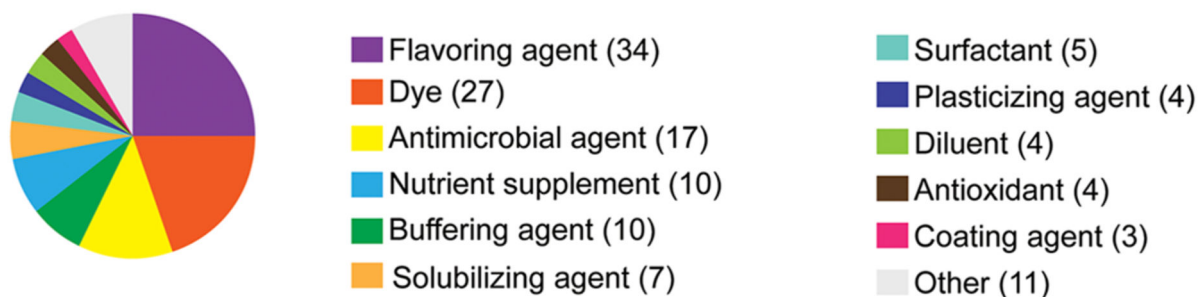 Flavoring agent (34)
Dye (27)
Antimicrobial agent (17)
Nutrient supplement (10)
Buffering agent (10)
Solubilizing agent (7)
Surfactant (5)
Plasticizing agent (4)
Diluent (4)
Antioxidant (4)
Coating agent (3)
Other (11)